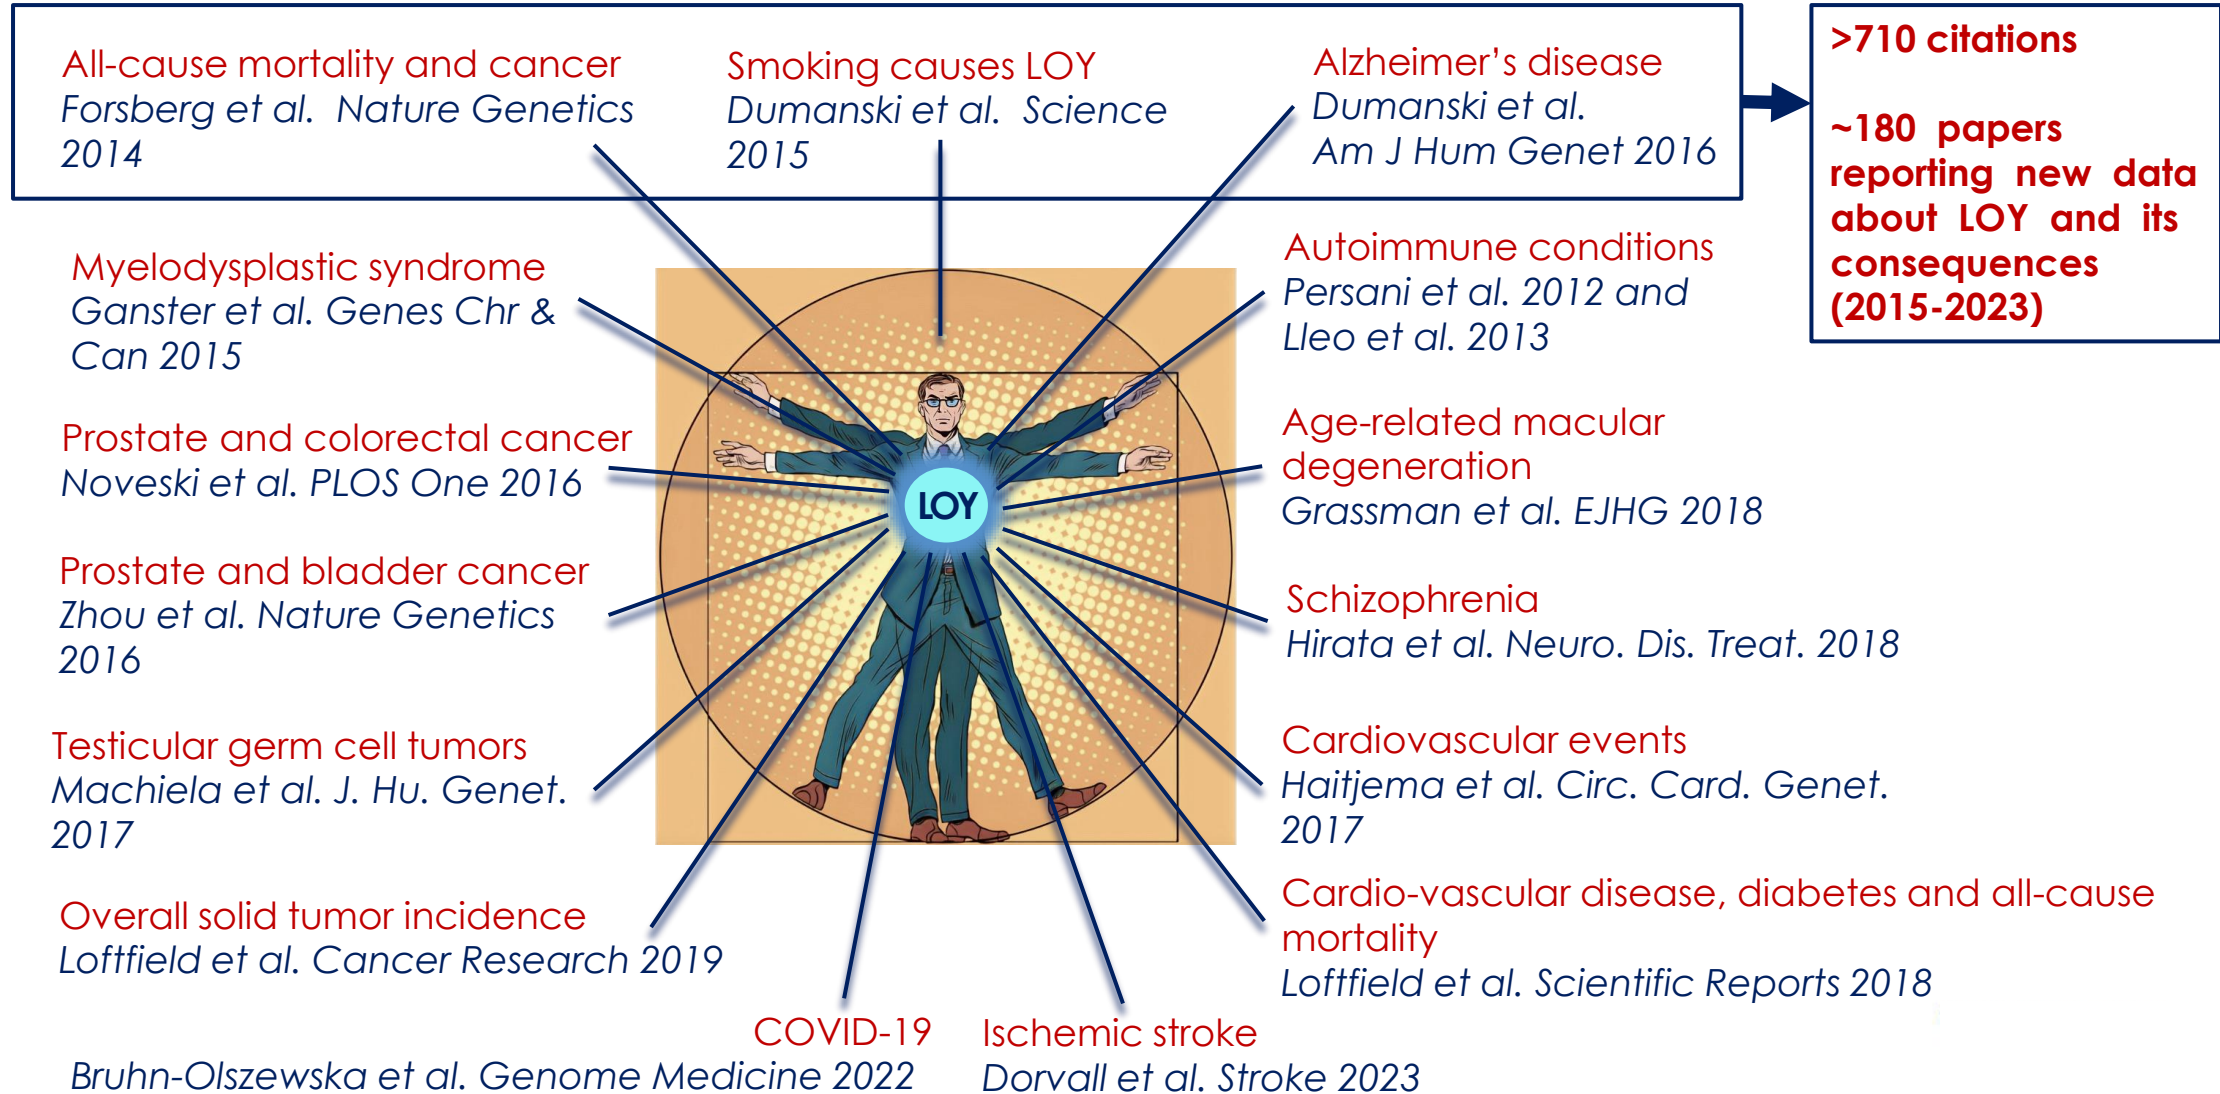 All-cause mortality and cancer
Forsberg et al. Nature Genetics
2014
Smoking causes LOY
Dumanski et al. Science
2015
Alzheimer's disease
Dumanski et al.
Am J Hum Genet 2016
>710 citations
~180 papers
reporting new data
about LOY and its
consequences
(2015-2023)
Myelodysplastic syndrome
Ganster et al. Genes Chr &
Can 2015
Autoimmune conditions
Persani et al. 2012 and
Lleo et al. 2013
Prostate and colorectal cancer
Noveski et al. PLOS One 2016
Age-related macular
degeneration
Grassman et al. EJHG 2018
LOY
Prostate and bladder cancer
Zhou et al. Nature Genetics
2016
Schizophrenia
Hirata et al. Neuro. Dis. Treat. 2018
Testicular germ cell tumors
Machiela et al. J. Hu. Genet.
2017
Cardiovascular events
Haitjema et al. Circ. Card. Genet.
2017
Overall solid tumor incidence
Loftfield et al. Cancer Research 2019
Cardio-vascular disease, diabetes and all-cause
mortality
Loftfield et al. Scientific Reports 2018
COVID-19
Bruhn-Olszewska et al. Genome Medicine 2022
Ischemic stroke
Dorvall et al. Stroke 2023